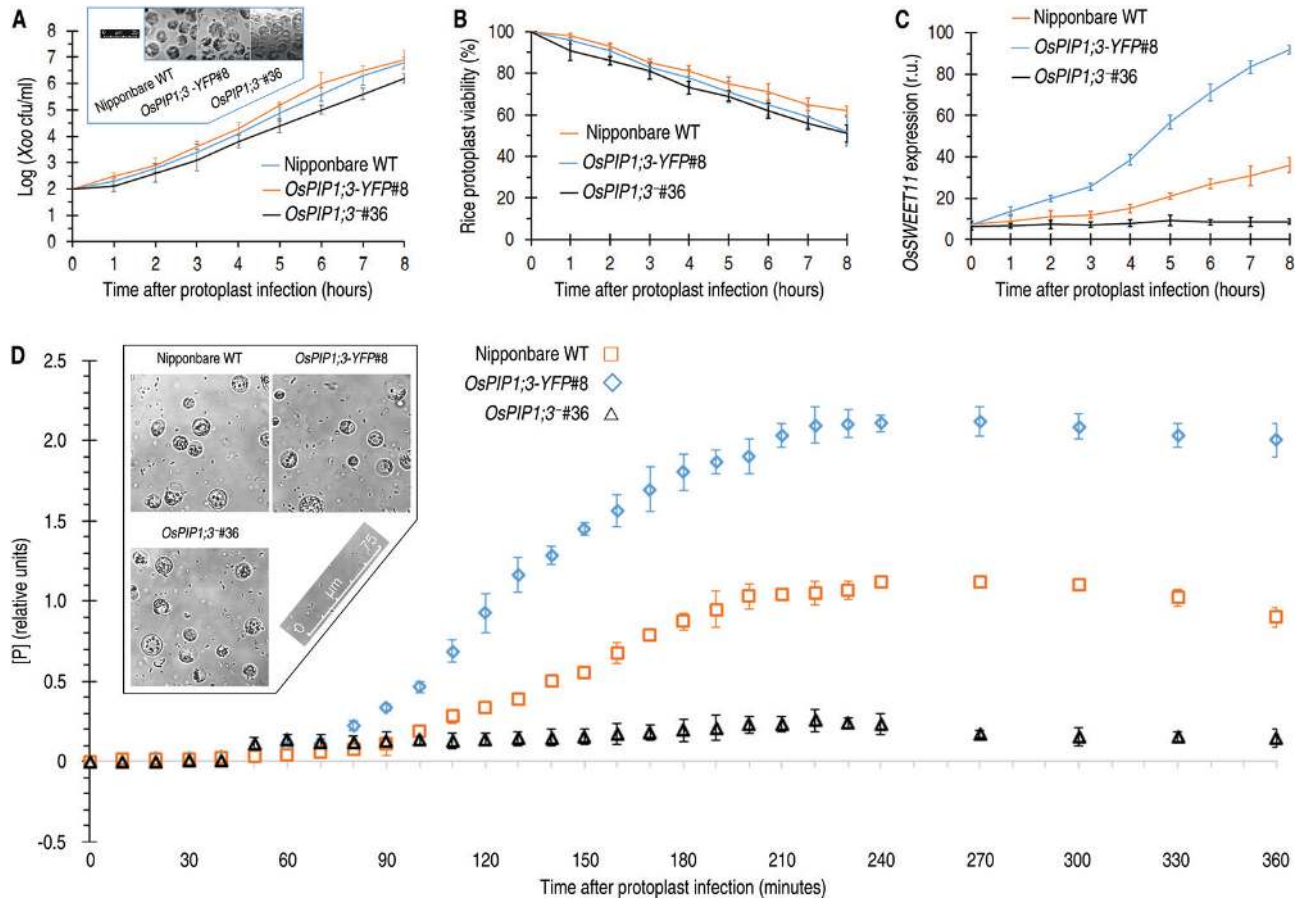 A
Log (Xoo cfu/ml)
8
7
6
5
4
3
2
1
0
0 μm 75
Nipponbare WT
OsPIP1;3 -YFP#8
OsPIP1;3⁻#36
Nipponbare WT
OsPIP1;3-YFP#8
OsPIP1;3⁻#36
0 1 2 3 4 5 6 7 8
Time after protoplast infection (hours)
B
Rice protoplast viability (%)
100
80
60
40
20
0
Nipponbare WT
OsPIP1;3-YFP#8
OsPIP1;3⁻#36
0 1 2 3 4 5 6 7 8
Time after protoplast infection (hours)
C
OsSWEET11 expression (r.u.)
100
80
60
40
20
0
Nipponbare WT
OsPIP1;3-YFP#8
OsPIP1;3⁻#36
0 1 2 3 4 5 6 7 8
Time after protoplast infection (hours)
D
[P] (relative units)
2.5
2.0
1.5
1.0
0.5
0
-0.5
Nipponbare WT
OsPIP1;3-YFP#8
OsPIP1;3⁻#36
0 μm 75
Nipponbare WT
OsPIP1;3-YFP#8
OsPIP1;3⁻#36
0 30 60 90 120 150 180 210 240 270 300 330 360
Time after protoplast infection (minutes)